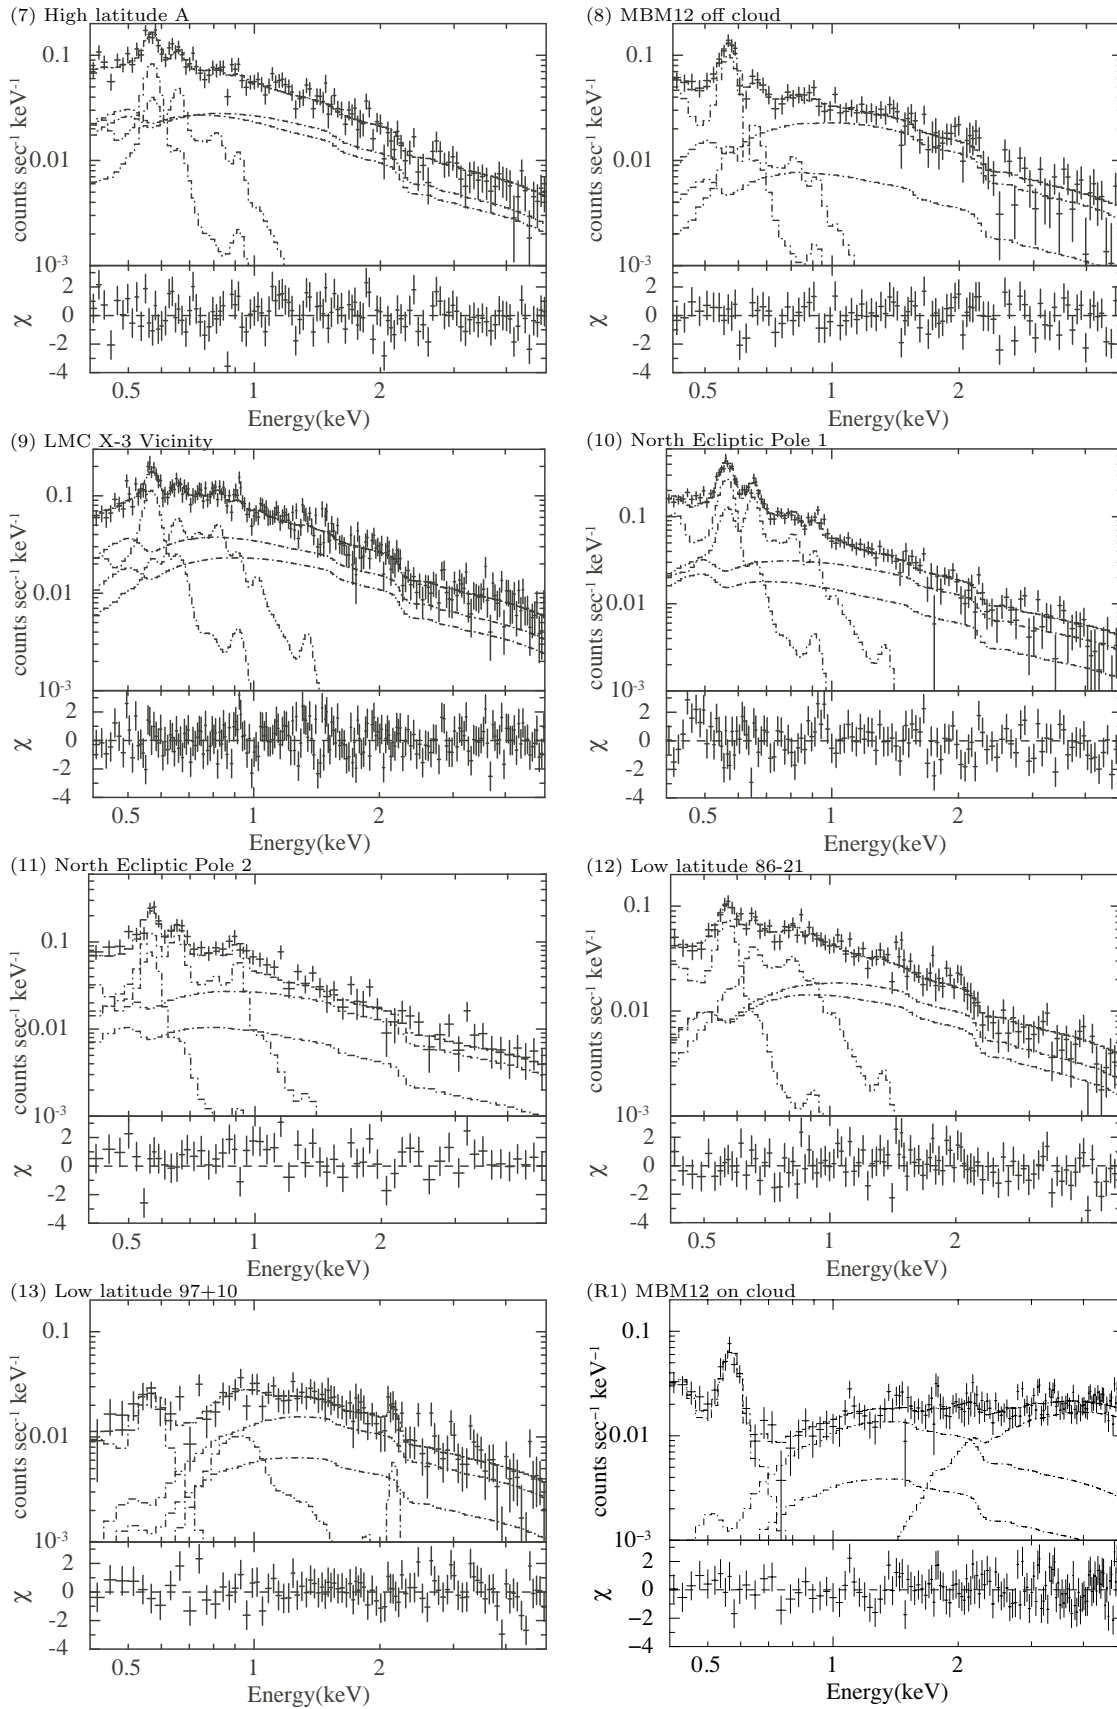 (7) High latitude A
0.1
0.01
10-3
counts sec-1 keV-1
2
0
-2
-4
χ
0.5 1 2
Energy(keV)
(8) MBM12 off cloud
0.1
0.01
10-3
counts sec-1 keV-1
2
0
-2
-4
χ
0.5 1 2
Energy(keV)
(9) LMC X-3 Vicinity
0.1
0.01
10-3
counts sec-1 keV-1
2
0
-2
-4
χ
0.5 1 2
Energy(keV)
(10) North Ecliptic Pole 1
0.1
0.01
10-3
counts sec-1 keV-1
2
0
-2
-4
χ
0.5 1 2
Energy(keV)
(11) North Ecliptic Pole 2
0.1
0.01
10-3
counts sec-1 keV-1
2
0
-2
-4
χ
0.5 1 2
Energy(keV)
(12) Low latitude 86-21
0.1
0.01
10-3
counts sec-1 keV-1
2
0
-2
-4
χ
0.5 1 2
Energy(keV)
(13) Low latitude 97+10
0.1
0.01
10-3
counts sec-1 keV-1
2
0
-2
-4
χ
0.5 1 2
Energy(keV)
(R1) MBM12 on cloud
0.1
0.01
10−3
counts sec−1 keV−1
2
0
−2
−4
χ
0.5 1 2
Energy(keV)